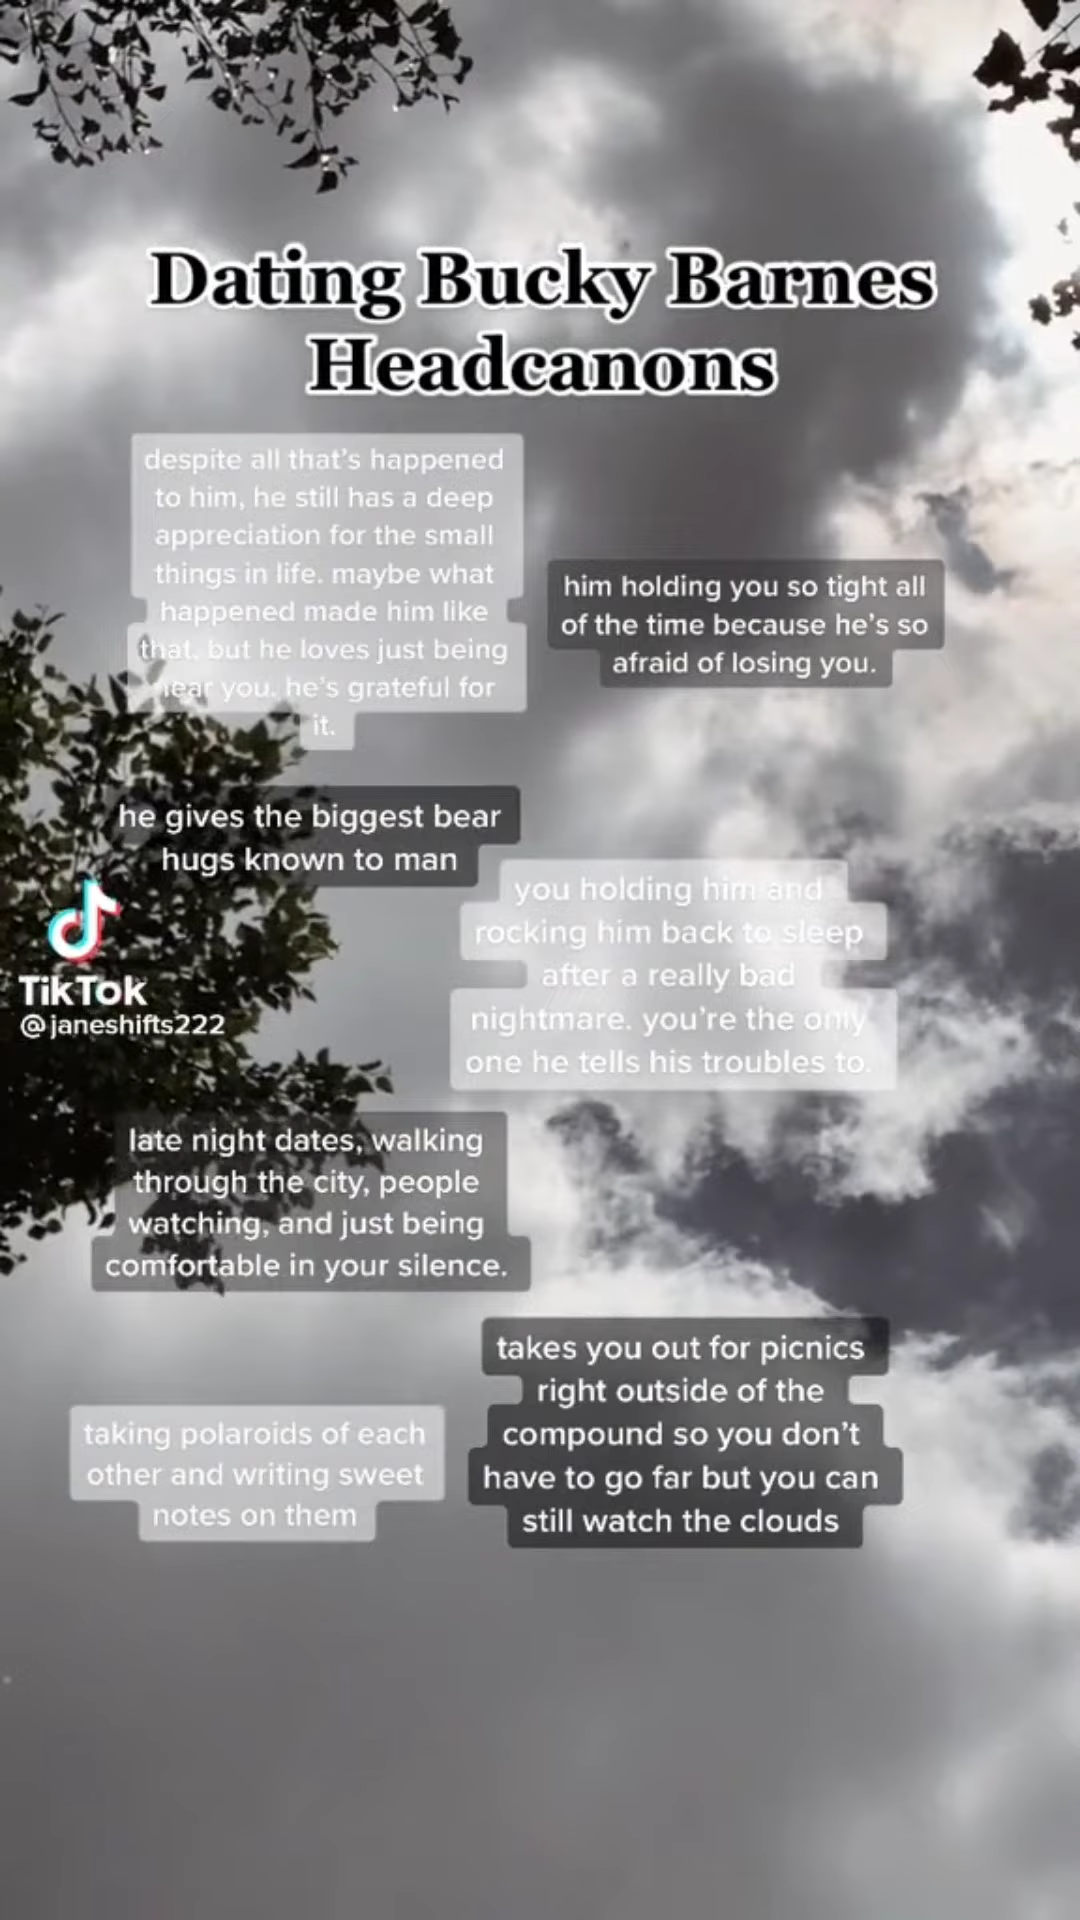 Dating Bucky Barnes
Headcanons
despite all that's happened
to him, he still has a deep
appreciation for the small
things in life. maybe what
happened made him like
that. but he loves just being
near you. he's grateful for
it.
him holding you so tight all
of the time because he's so
afraid of losing you.
he gives the biggest bear
hugs known to man
you holding him and
rocking him back to sleep
after a really bad
nightmare. you're the only
one he tells his troubles to.
TikTok
@janeshifts222
late night dates, walking
through the city, people
watching, and just being
comfortable in your silence.
takes you out for picnics
right outside of the
compound so you don't
have to go far but you can
still watch the clouds
taking polaroids of each
other and writing sweet
notes on them